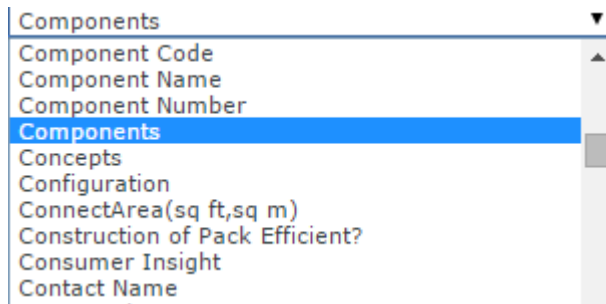 Components
Component Code
Component Name
Component Number
Components
Concepts
Configuration
ConnectArea(sq ft,sq m)
Construction of Pack Efficient?
Consumer Insight
Contact Name